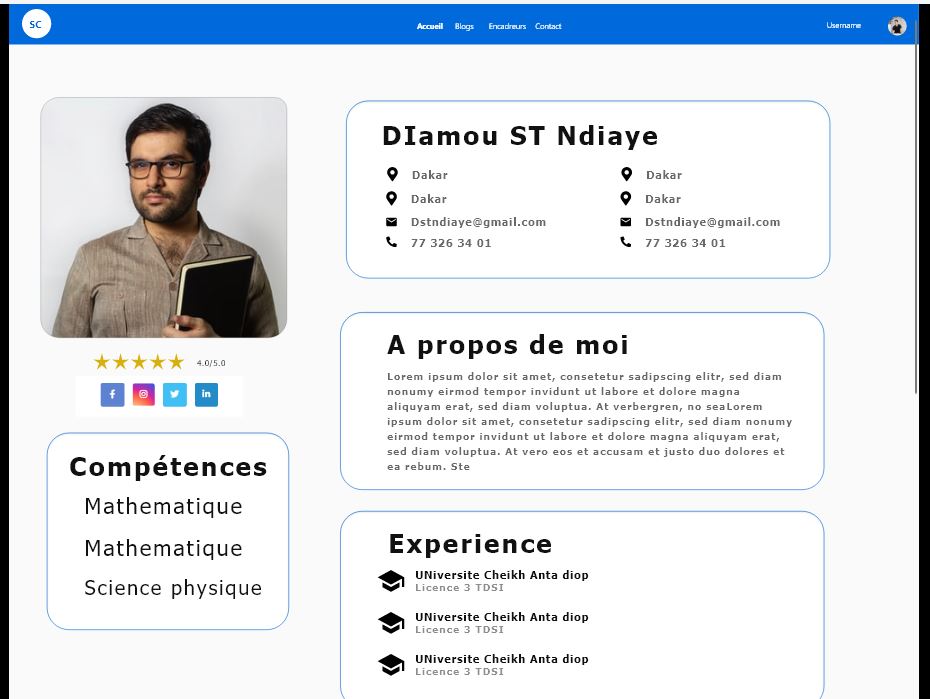 SC
Accueil Blogs Encadreurs Contact
Username
DIamou ST Ndiaye
Dakar Dakar
Dakar Dakar
Dstndiaye@gmail.com Dstndiaye@gmail.com
77 326 34 01 77 326 34 01
4.0/5.0
f in
A propos de moi
Lorem ipsum dolor sit amet, consetetur sadipscing elitr, sed diam
nonumy eirmod tempor invidunt ut labore et dolore magna
aliquyam erat, sed diam voluptua. At verbergren, no seaLorem
ipsum dolor sit amet, consetetur sadipscing elitr, sed diam nonumy
eirmod tempor invidunt ut labore et dolore magna aliquyam erat,
sed diam voluptua. At vero eos et accusam et justo duo dolores et
ea rebum. Ste
Compétences
Mathematique
Mathematique
Science physique
Experience
UNiversite Cheikh Anta diop
Licence 3 TDSI
UNiversite Cheikh Anta diop
Licence 3 TDSI
UNiversite Cheikh Anta diop
Licence 3 TDSI